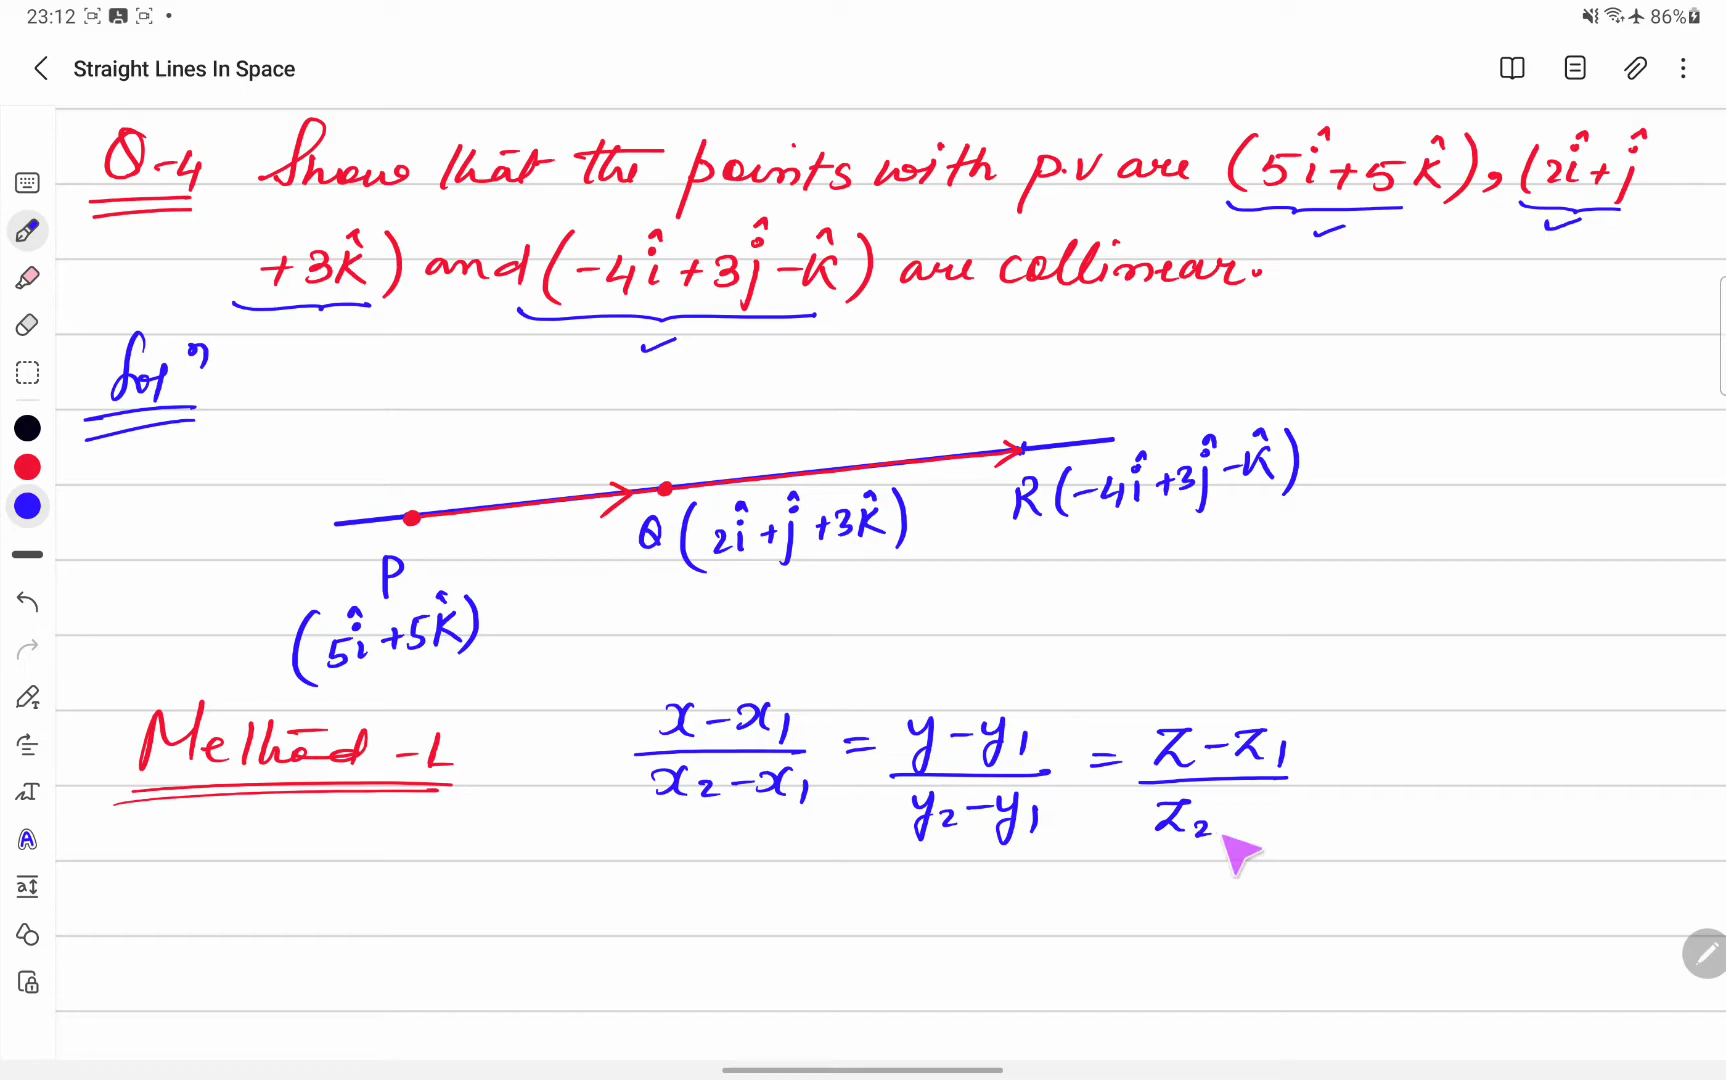 23:12
86%
Straight Lines In Space
Q-4 Show that the points with p.v are (5î+5k̂), (2î+ĵ
+3k̂) and (-4î+3ĵ-k̂) are collinear.
Solⁿ
R(-4î+3ĵ-k̂)
Q(2î+ĵ+3k̂)
P
(5î+5k̂)
Method-1 x-x₁/x₂-x₁ = y-y₁/y₂-y₁ = z-z₁/z₂